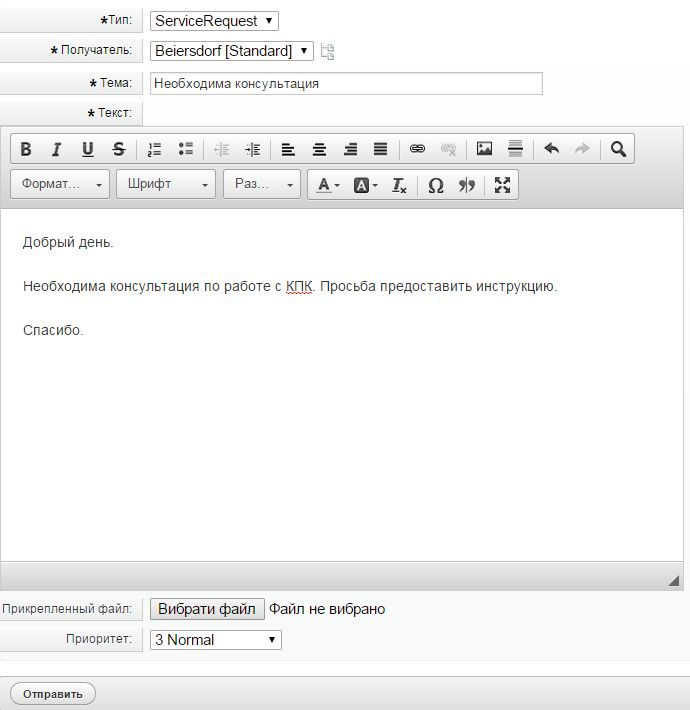 *Тип: ServiceRequest
* Получатель: Beiersdorf [Standard]
* Тема: Необходима консультация
* Текст:
B I U S
Формат... Шрифт Раз... A A Tx Ω
Добрый день.
Необходима консультация по работе с КПК. Просьба предоставить инструкцию.
Спасибо.
Прикрепленный файл: Вибрати файл Файл не вибрано
Приоритет: 3 Normal
Отправить